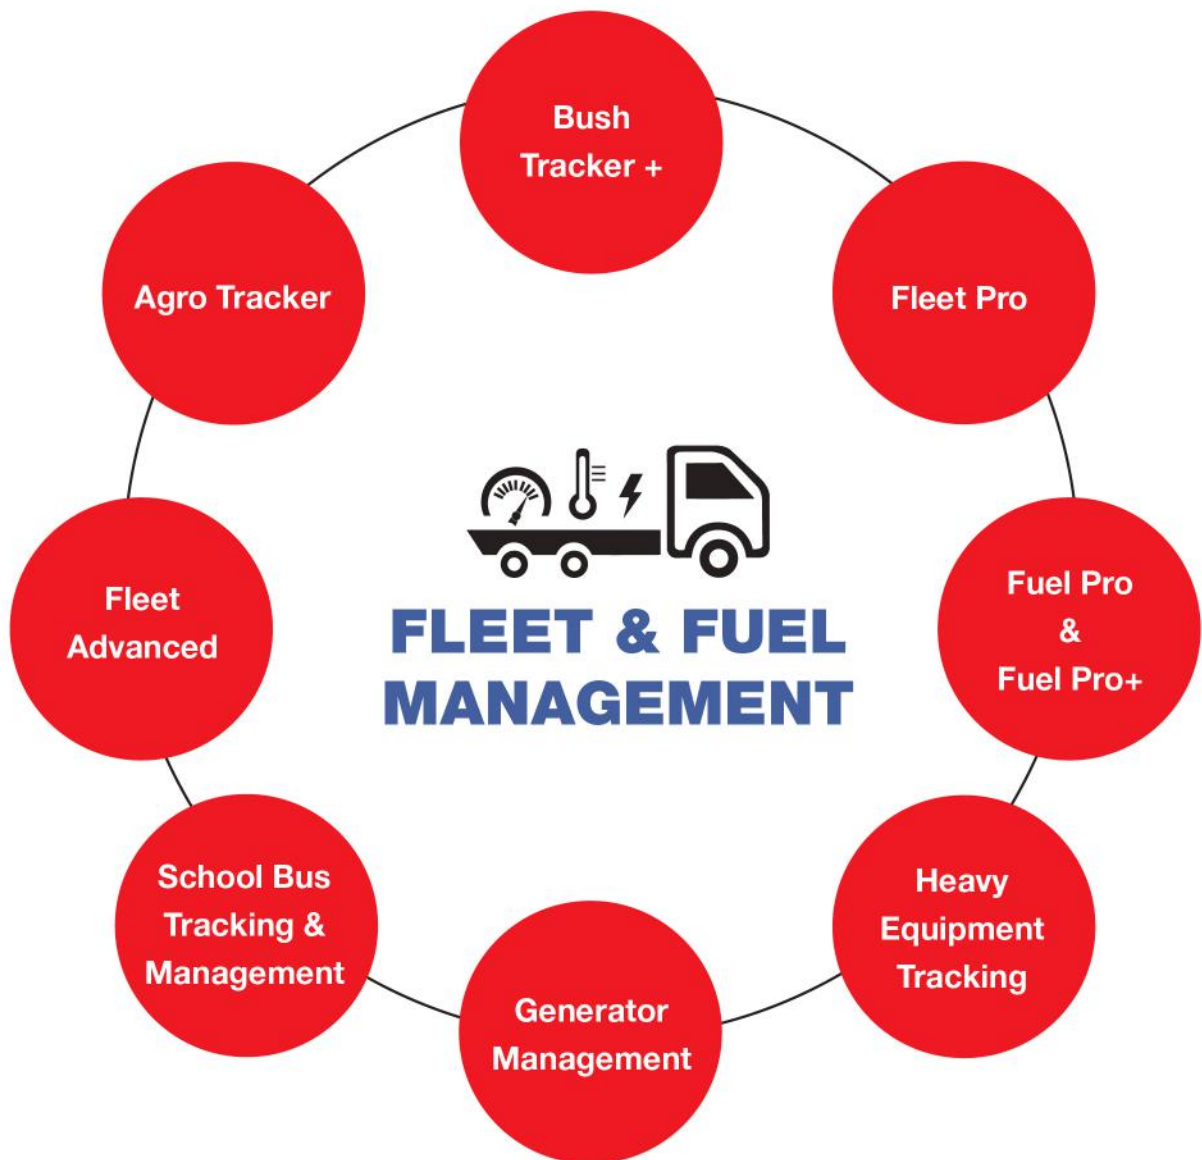 Bush
Tracker +
Fleet Pro
Fuel Pro
&
Fuel Pro+
Heavy
Equipment
Tracking
Generator
Management
School Bus
Tracking &
Management
Fleet
Advanced
Agro Tracker
FLEET & FUEL
MANAGEMENT